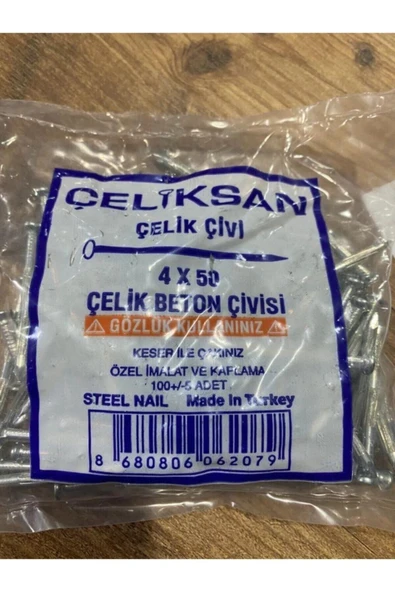 ÇELİKSAN
ÇELİK ÇİVİ
4 X 50
ÇELİK BETON ÇİVİSİ
GÖZLÜK KULLANINIZ
KESER İLE ÇAKINIZ
ÖZEL İMALAT VE KAPLAMA
100+/-5 ADET
STEEL NAIL Made In Turkey
8 680806 062079